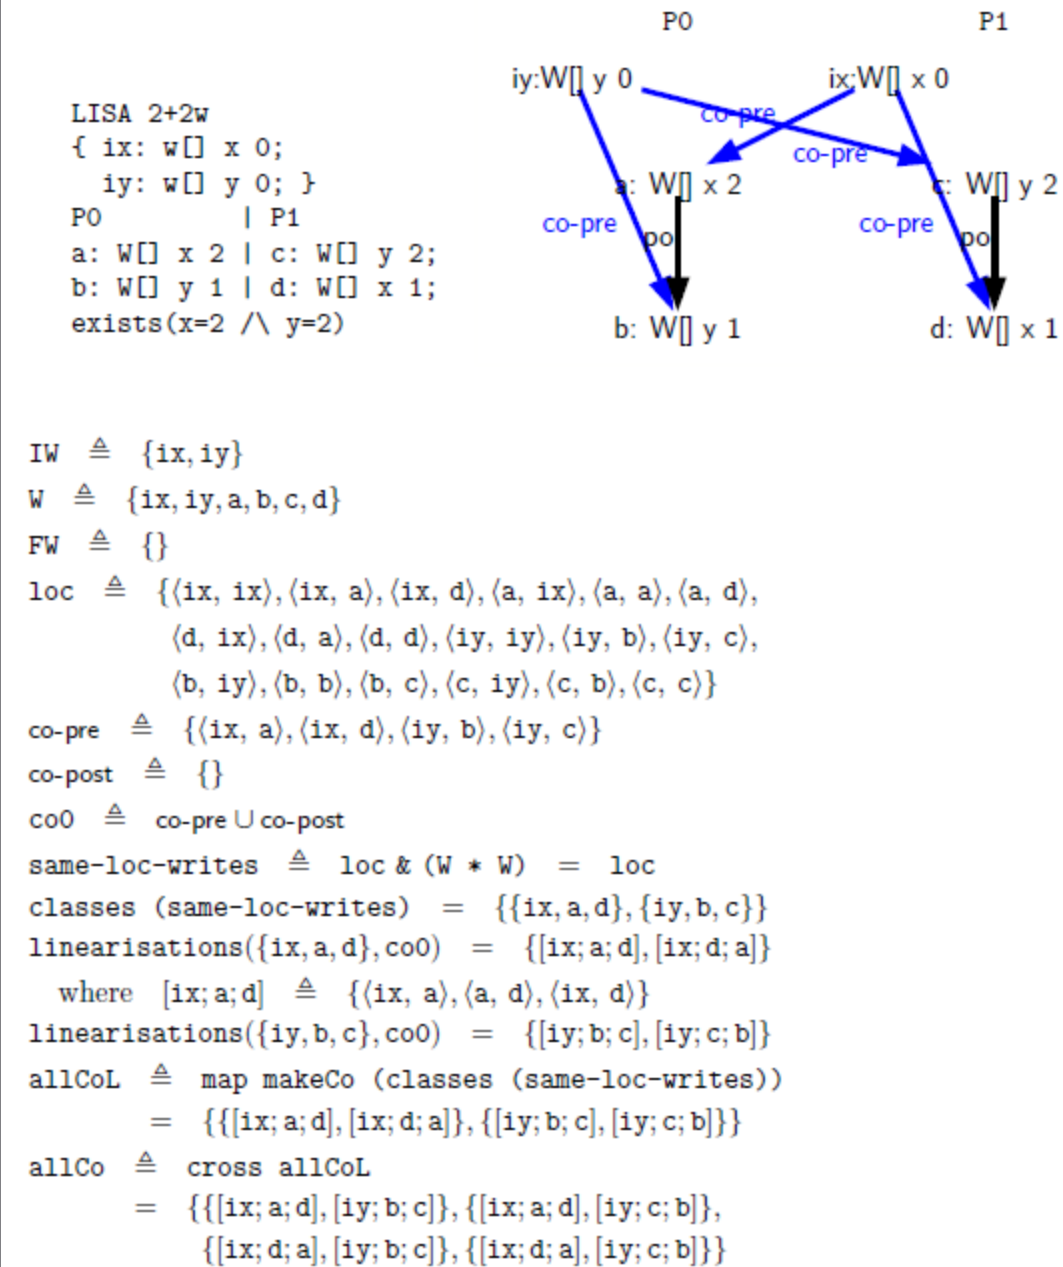 P0 P1
iy:W[] y 0 ix:W[] x 0
LISA 2+2w
{ ix: w[] x 0;
iy: w[] y 0; }
P0 | P1
a: W[] x 2 | c: W[] y 2;
b: W[] y 1 | d: W[] x 1;
exists(x=2 /\ y=2)
co-pre
co-pre
a: W[] x 2 c: W[] y 2
co-pre po co-pre po
b: W[] y 1 d: W[] x 1
IW ≜ {ix, iy}
W ≜ {ix, iy, a, b, c, d}
FW ≜ {}
loc ≜ {⟨ix, ix⟩, ⟨ix, a⟩, ⟨ix, d⟩, ⟨a, ix⟩, ⟨a, a⟩, ⟨a, d⟩,
⟨d, ix⟩, ⟨d, a⟩, ⟨d, d⟩, ⟨iy, iy⟩, ⟨iy, b⟩, ⟨iy, c⟩,
⟨b, iy⟩, ⟨b, b⟩, ⟨b, c⟩, ⟨c, iy⟩, ⟨c, b⟩, ⟨c, c⟩}
co-pre ≜ {⟨ix, a⟩, ⟨ix, d⟩, ⟨iy, b⟩, ⟨iy, c⟩}
co-post ≜ {}
co0 ≜ co-pre ∪ co-post
same-loc-writes ≜ loc & (W * W) = loc
classes (same-loc-writes) = {{ix, a, d}, {iy, b, c}}
linearisations({ix, a, d}, co0) = {[ix; a; d], [ix; d; a]}
where [ix; a; d] ≜ {⟨ix, a⟩, ⟨a, d⟩, ⟨ix, d⟩}
linearisations({iy, b, c}, co0) = {[iy; b; c], [iy; c; b]}
allCoL ≜ map makeCo (classes (same-loc-writes))
= {{[ix; a; d], [ix; d; a]}, {[iy; b; c], [iy; c; b]}}
allCo ≜ cross allCoL
= {{[ix; a; d], [iy; b; c]}, {[ix; a; d], [iy; c; b]},
{[ix; d; a], [iy; b; c]}, {[ix; d; a], [iy; c; b]}}